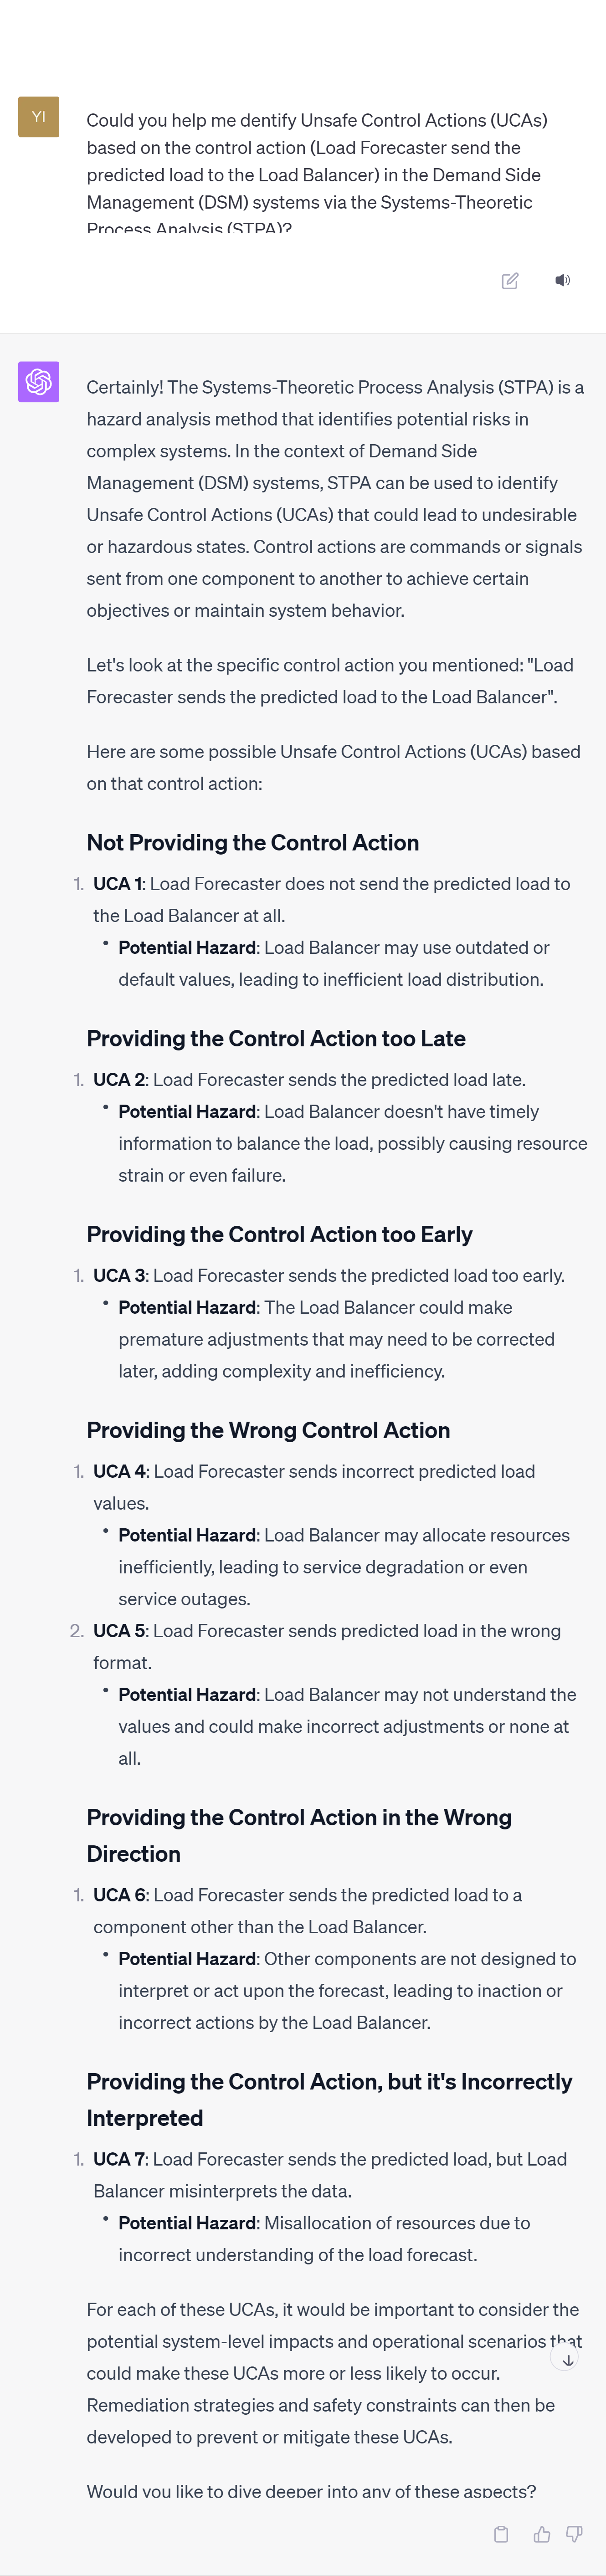 YI
Could you help me dentify Unsafe Control Actions (UCAs)
based on the control action (Load Forecaster send the
predicted load to the Load Balancer) in the Demand Side
Management (DSM) systems via the Systems-Theoretic
Process Analysis (STPA)?
Certainly! The Systems-Theoretic Process Analysis (STPA) is a
hazard analysis method that identifies potential risks in
complex systems. In the context of Demand Side
Management (DSM) systems, STPA can be used to identify
Unsafe Control Actions (UCAs) that could lead to undesirable
or hazardous states. Control actions are commands or signals
sent from one component to another to achieve certain
objectives or maintain system behavior.
Let's look at the specific control action you mentioned: "Load
Forecaster sends the predicted load to the Load Balancer".
Here are some possible Unsafe Control Actions (UCAs) based
on that control action:
Not Providing the Control Action
1. UCA 1: Load Forecaster does not send the predicted load to
the Load Balancer at all.
• Potential Hazard: Load Balancer may use outdated or
default values, leading to inefficient load distribution.
Providing the Control Action too Late
1. UCA 2: Load Forecaster sends the predicted load late.
• Potential Hazard: Load Balancer doesn't have timely
information to balance the load, possibly causing resource
strain or even failure.
Providing the Control Action too Early
1. UCA 3: Load Forecaster sends the predicted load too early.
• Potential Hazard: The Load Balancer could make
premature adjustments that may need to be corrected
later, adding complexity and inefficiency.
Providing the Wrong Control Action
1. UCA 4: Load Forecaster sends incorrect predicted load
values.
• Potential Hazard: Load Balancer may allocate resources
inefficiently, leading to service degradation or even
service outages.
2. UCA 5: Load Forecaster sends predicted load in the wrong
format.
• Potential Hazard: Load Balancer may not understand the
values and could make incorrect adjustments or none at
all.
Providing the Control Action in the Wrong
Direction
1. UCA 6: Load Forecaster sends the predicted load to a
component other than the Load Balancer.
• Potential Hazard: Other components are not designed to
interpret or act upon the forecast, leading to inaction or
incorrect actions by the Load Balancer.
Providing the Control Action, but it's Incorrectly
Interpreted
1. UCA 7: Load Forecaster sends the predicted load, but Load
Balancer misinterprets the data.
• Potential Hazard: Misallocation of resources due to
incorrect understanding of the load forecast.
For each of these UCAs, it would be important to consider the
potential system-level impacts and operational scenarios that
could make these UCAs more or less likely to occur.
Remediation strategies and safety constraints can then be
developed to prevent or mitigate these UCAs.
Would you like to dive deeper into any of these aspects?